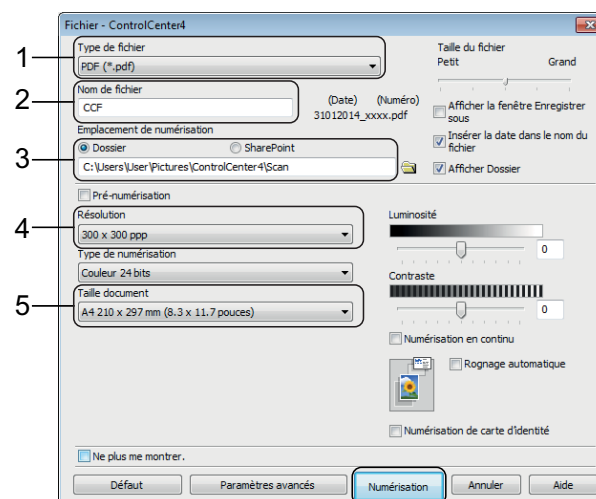 Fichier - ControlCenter4
1
Type de fichier
PDF (*.pdf)
Taille du fichier
Petit Grand
2
Nom de fichier
CCF
(Date) (Numéro)
31012014_xxxx.pdf
Afficher la fenêtre Enregistrer
sous
Insérer la date dans le nom du
fichier
Afficher Dossier
3
Emplacement de numérisation
Dossier SharePoint
C:\Users\User\Pictures\ControlCenter4\Scan
Pré-numérisation
4
Résolution
300 x 300 ppp
Type de numérisation
Couleur 24 bits
5
Taille document
A4 210 x 297 mm (8.3 x 11.7 pouces)
Luminosité
0
Contraste
0
Numérisation en continu
Rognage automatique
Numérisation de carte d'identité
Ne plus me montrer.
Défaut Paramètres avancés Numérisation Annuler Aide